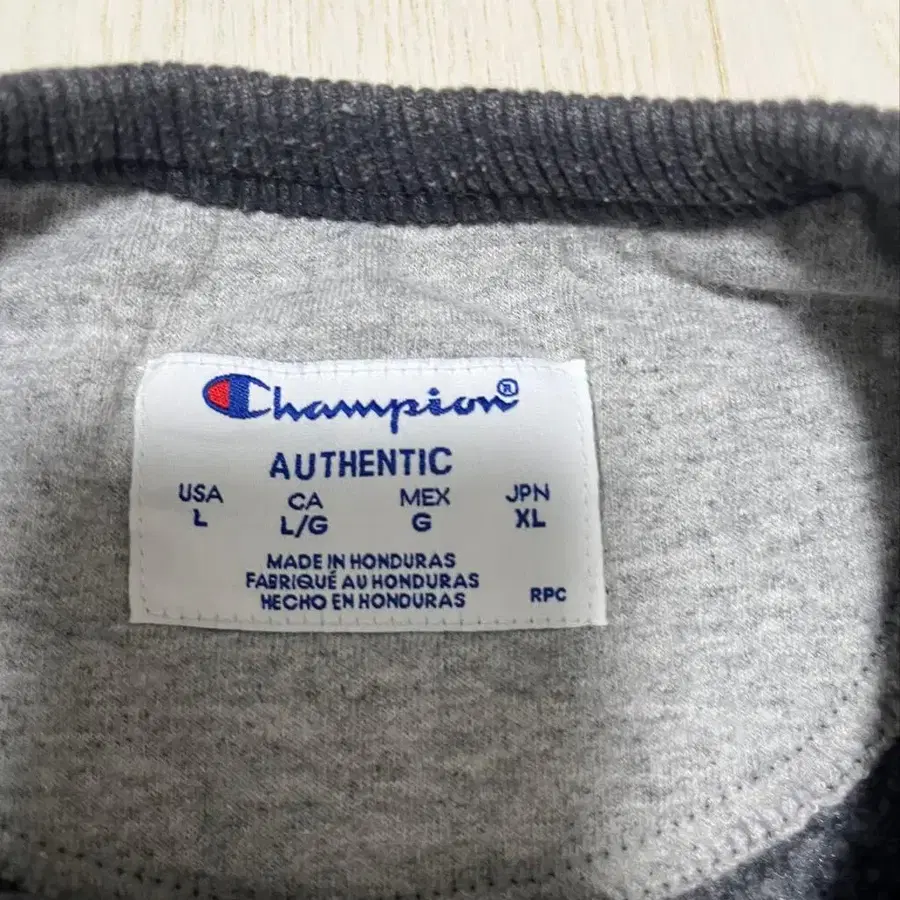 Champion®
AUTHENTIC
USA CA MEX JPN
L L/G G XL
MADE IN HONDURAS
FABRIQUÉ AU HONDURAS
HECHO EN HONDURAS RPC